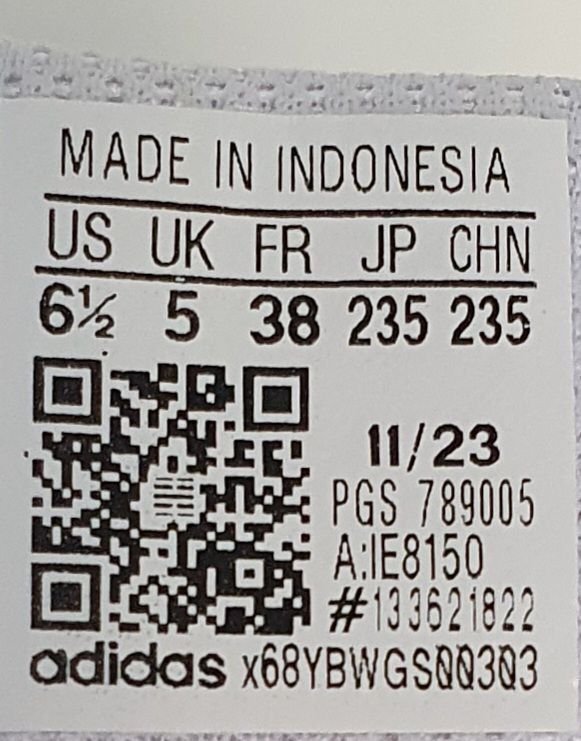 MADE IN INDONESIA
US UK FR JP CHN
6½ 5 38 235 235
11/23
PGS 789005
A:IE8150
#133621822
adidas x68YBWGS00303